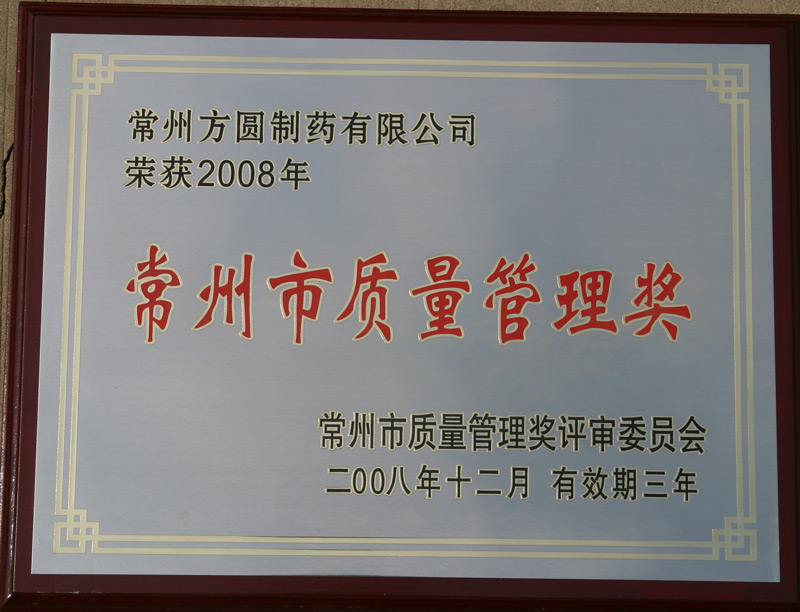 常州方圆制药有限公司
荣获2008年
常州市质量管理奖
常州市质量管理奖评审委员会
二OO八年十二月 有效期三年